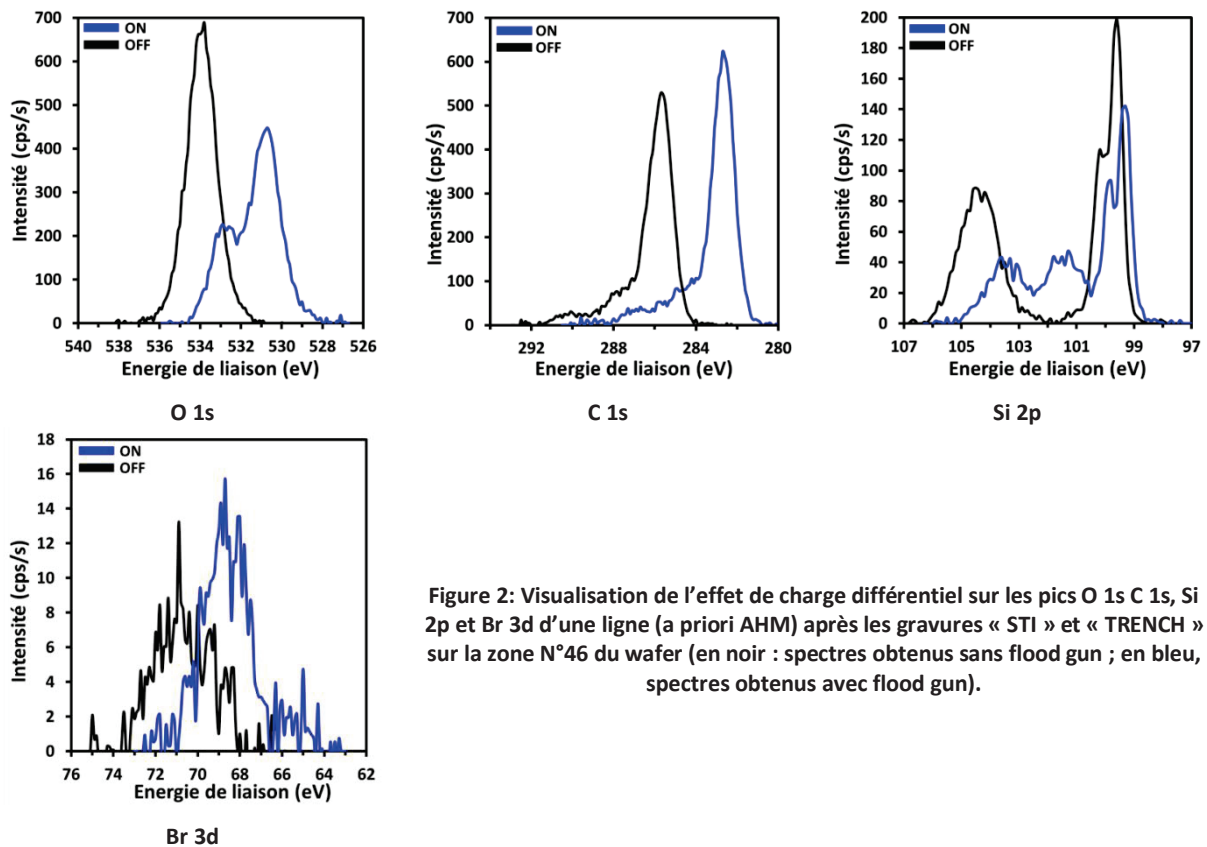 ON
OFF
Intensité (cps/s)
700
600
500
400
300
200
100
0
540 538 536 534 532 530 528 526
Energie de liaison (eV)
O 1s
ON
OFF
Intensité (cps/s)
700
600
500
400
300
200
100
0
292 288 284 280
Energie de liaison (eV)
C 1s
ON
OFF
Intensité (cps/s)
200
180
160
140
120
100
80
60
40
20
0
107 105 103 101 99 97
Energie de liaison (eV)
Si 2p
ON
OFF
Intensité (cps/s)
18
16
14
12
10
8
6
4
2
0
76 74 72 70 68 66 64 62
Energie de liaison (eV)
Br 3d
Figure 2: Visualisation de l’effet de charge différentiel sur les pics O 1s C 1s, Si
2p et Br 3d d’une ligne (a priori AHM) après les gravures « STI » et « TRENCH »
sur la zone N°46 du wafer (en noir : spectres obtenus sans flood gun ; en bleu,
spectres obtenus avec flood gun).